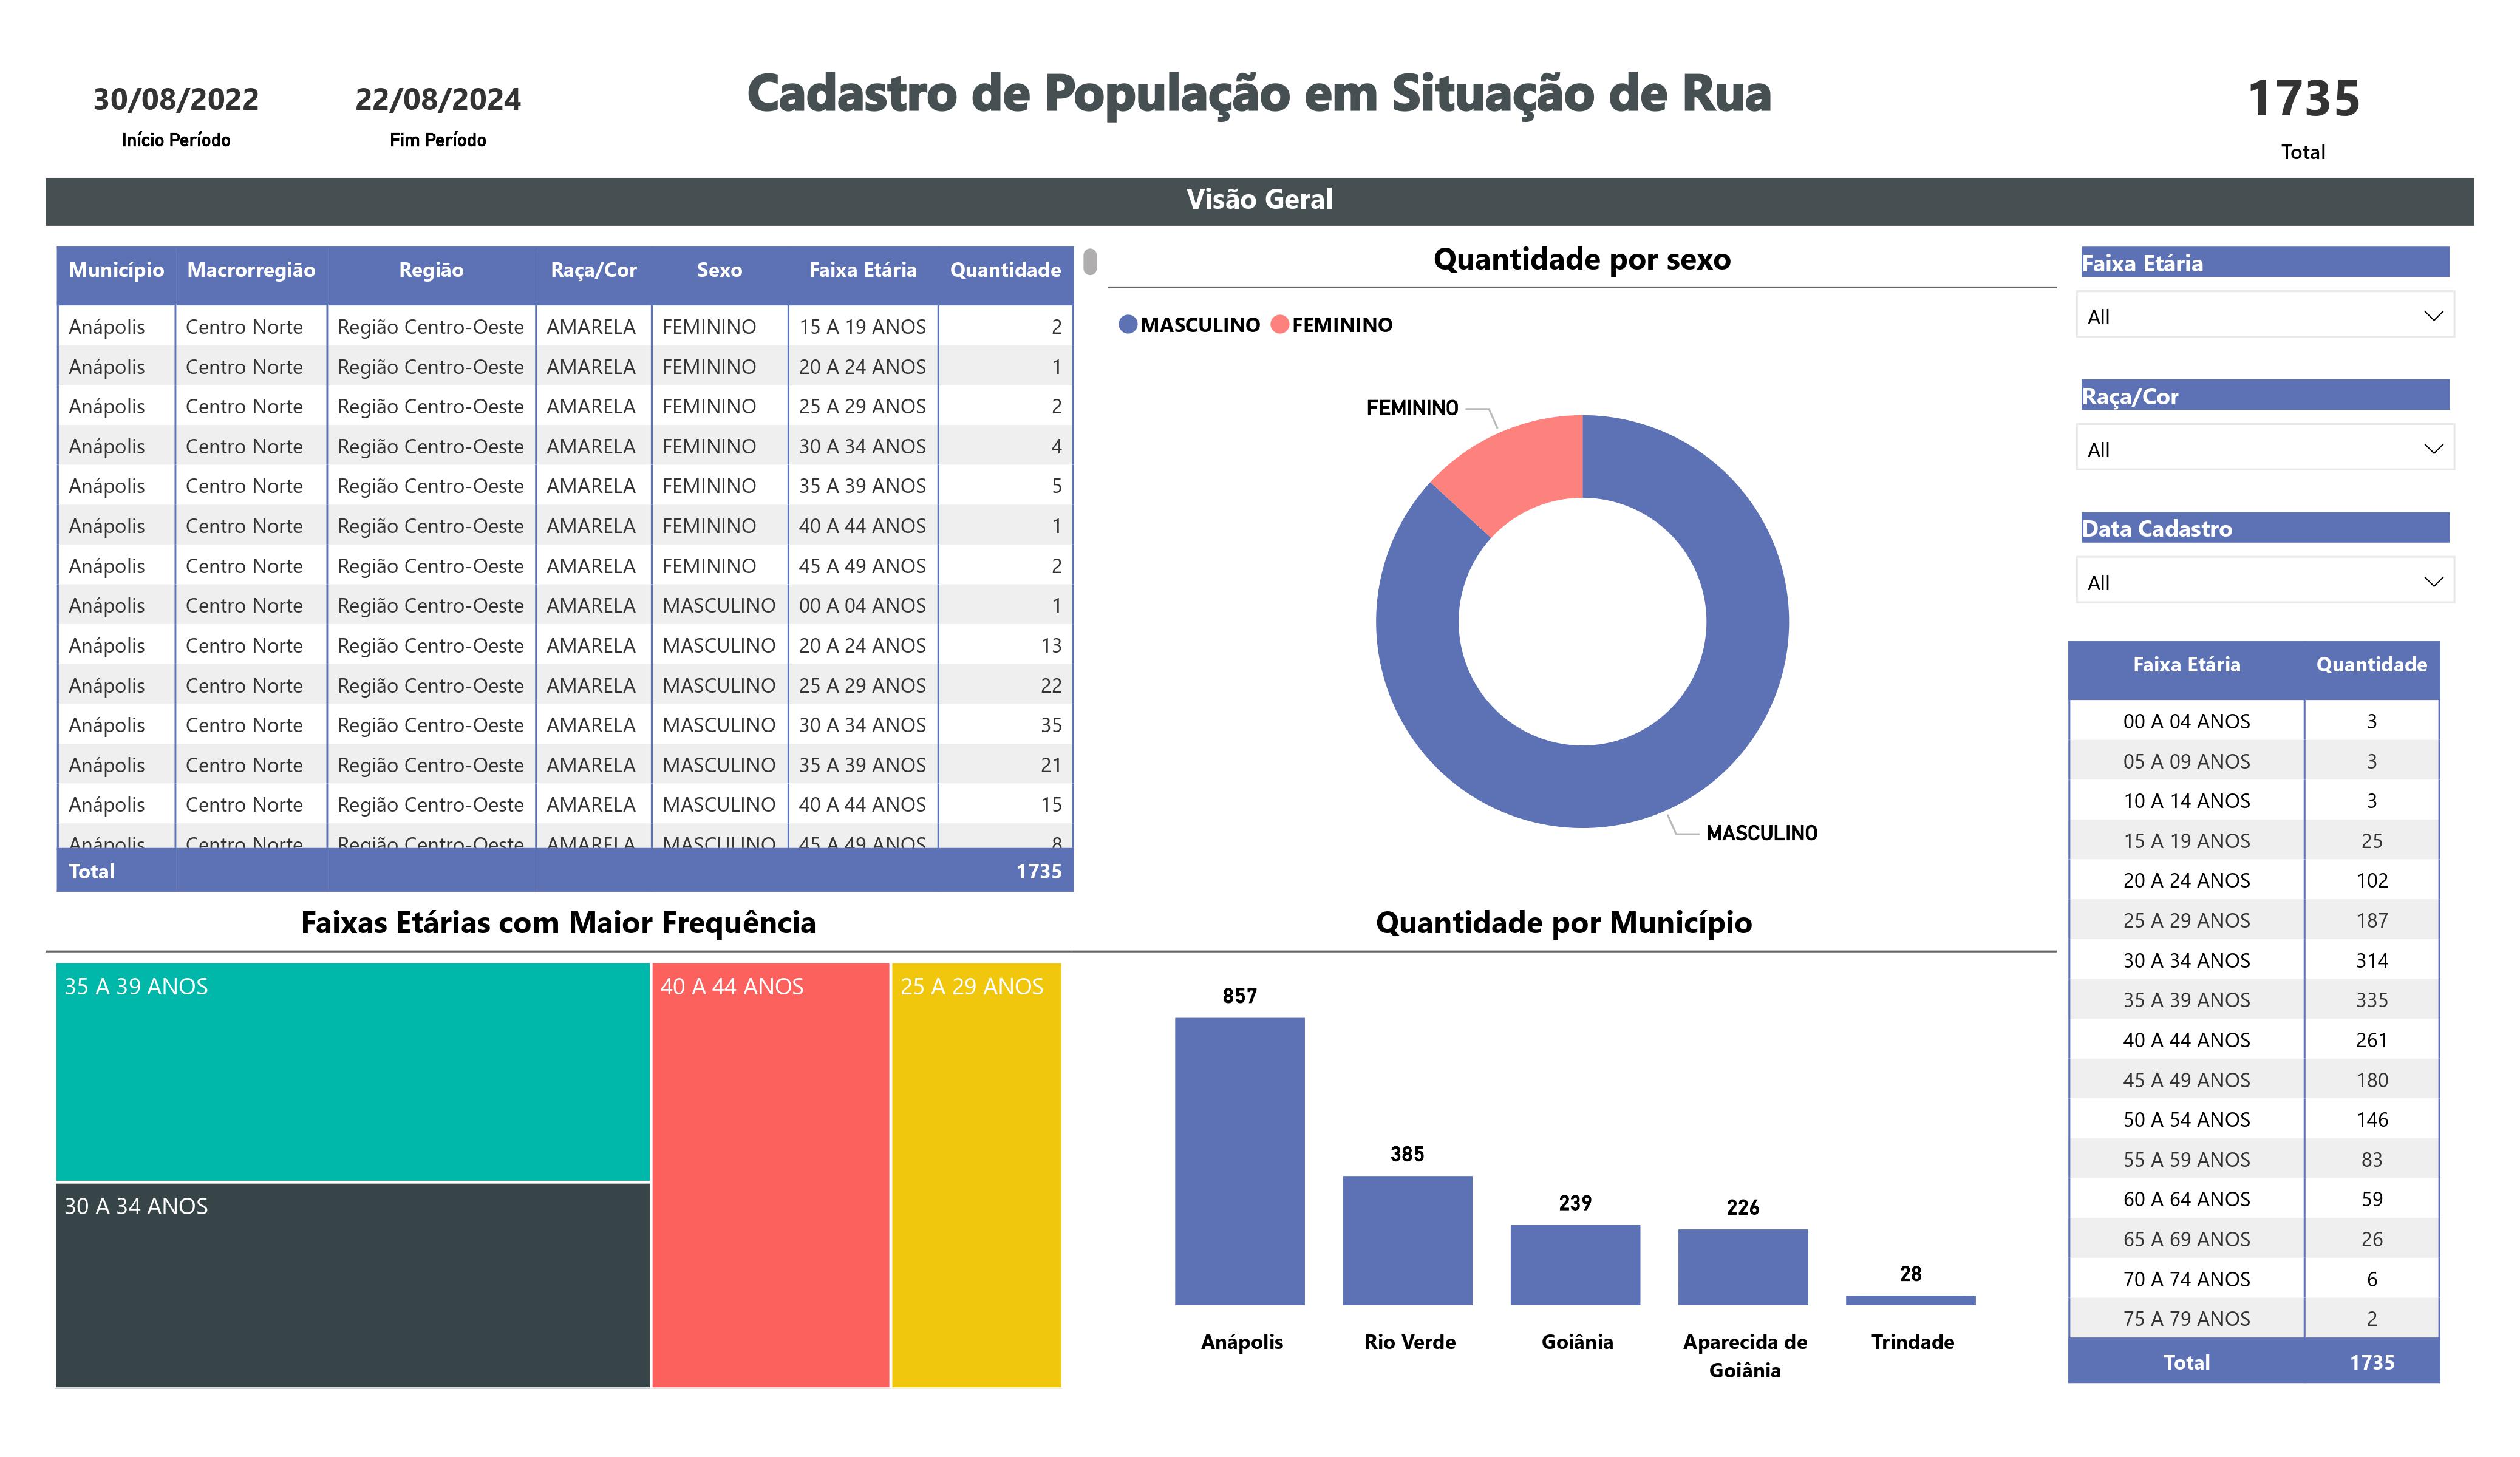 30/08/2022
Início Período
22/08/2024
Fim Período
Cadastro de População em Situação de Rua
1735
Total
Visão Geral
Município Macrorregião Região Raça/Cor Sexo Faixa Etária Quantidade
Anápolis Centro Norte Região Centro-Oeste AMARELA FEMININO 15 A 19 ANOS 2
Anápolis Centro Norte Região Centro-Oeste AMARELA FEMININO 20 A 24 ANOS 1
Anápolis Centro Norte Região Centro-Oeste AMARELA FEMININO 25 A 29 ANOS 2
Anápolis Centro Norte Região Centro-Oeste AMARELA FEMININO 30 A 34 ANOS 4
Anápolis Centro Norte Região Centro-Oeste AMARELA FEMININO 35 A 39 ANOS 5
Anápolis Centro Norte Região Centro-Oeste AMARELA FEMININO 40 A 44 ANOS 1
Anápolis Centro Norte Região Centro-Oeste AMARELA FEMININO 45 A 49 ANOS 2
Anápolis Centro Norte Região Centro-Oeste AMARELA MASCULINO 00 A 04 ANOS 1
Anápolis Centro Norte Região Centro-Oeste AMARELA MASCULINO 20 A 24 ANOS 13
Anápolis Centro Norte Região Centro-Oeste AMARELA MASCULINO 25 A 29 ANOS 22
Anápolis Centro Norte Região Centro-Oeste AMARELA MASCULINO 30 A 34 ANOS 35
Anápolis Centro Norte Região Centro-Oeste AMARELA MASCULINO 35 A 39 ANOS 21
Anápolis Centro Norte Região Centro-Oeste AMARELA MASCULINO 40 A 44 ANOS 15
Anápolis Centro Norte Região Centro-Oeste AMARELA MASCULINO 45 A 49 ANOS 8
Total 1735
Quantidade por sexo
MASCULINO FEMININO
FEMININO
MASCULINO
Faixa Etária
All
Raça/Cor
All
Data Cadastro
All
Faixa Etária Quantidade
00 A 04 ANOS 3
05 A 09 ANOS 3
10 A 14 ANOS 3
15 A 19 ANOS 25
20 A 24 ANOS 102
25 A 29 ANOS 187
30 A 34 ANOS 314
35 A 39 ANOS 335
40 A 44 ANOS 261
45 A 49 ANOS 180
50 A 54 ANOS 146
55 A 59 ANOS 83
60 A 64 ANOS 59
65 A 69 ANOS 26
70 A 74 ANOS 6
75 A 79 ANOS 2
Total 1735
Faixas Etárias com Maior Frequência
35 A 39 ANOS
30 A 34 ANOS
40 A 44 ANOS
25 A 29 ANOS
Quantidade por Município
857
385
239
226
28
Anápolis
Rio Verde
Goiânia
Aparecida de
Goiânia
Trindade